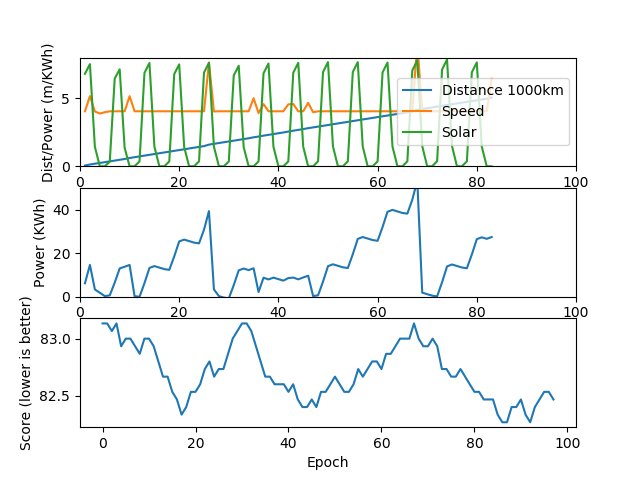 Dist/Power (m/KWh)
5
0
Distance 1000km
Speed
Solar
0 20 40 60 80 100
Power (KWh)
40
20
0
0 20 40 60 80 100
Score (lower is better)
83.0
82.5
0 20 40 60 80 100
Epoch